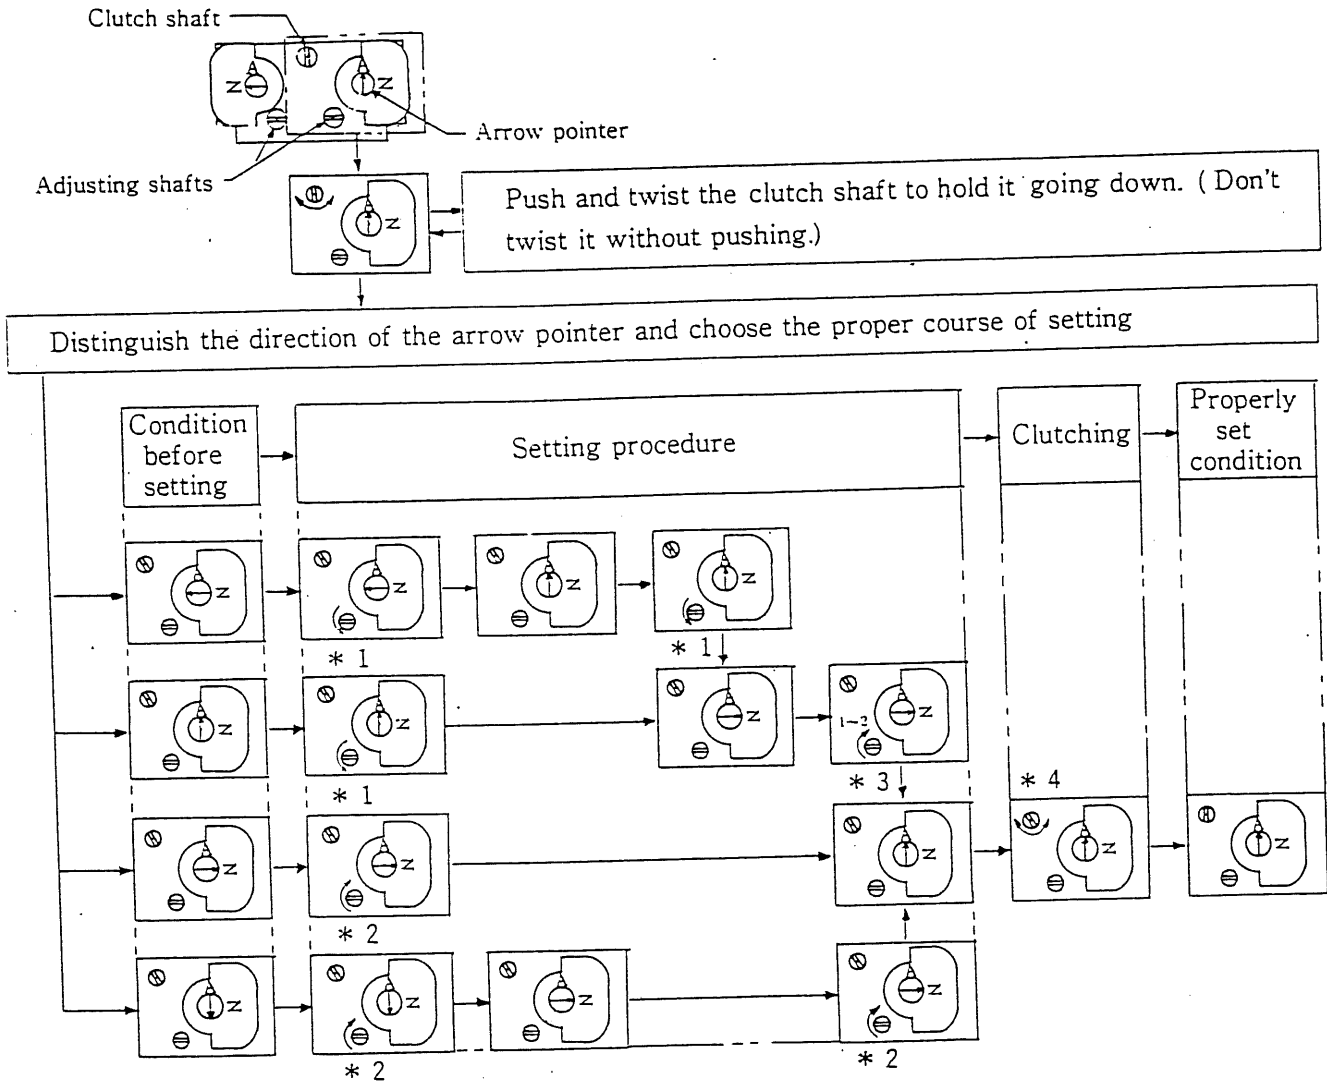 Clutch shaft
N
N
Arrow pointer
Adjusting shafts
N
Push and twist the clutch shaft to hold it going down. ( Don't
twist it without pushing.)
Distinguish the direction of the arrow pointer and choose the proper course of setting
Condition
before
setting
Setting procedure
Clutching
Properly
set
condition
N
N
N
N
* 1
* 1
N
N
N
N
1-2
* 1
* 3
* 4
N
N
N
N
N
* 2
N
N
N
N
* 2
* 2